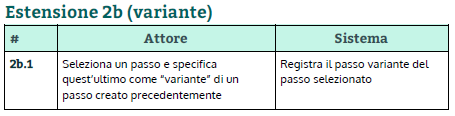 Estensione 2b (variante)
# Attore Sistema
2b.1 Seleziona un passo e specifica Registra il passo variante del
quest'ultimo come "variante" di un passo selezionato
passo creato precedentemente